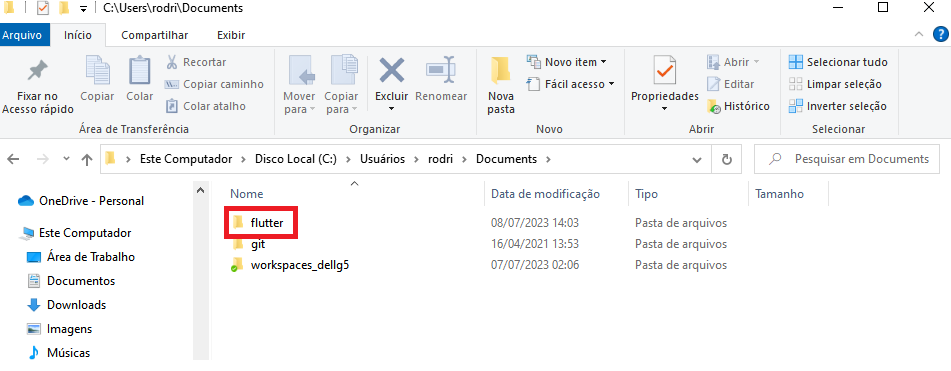 C:\Users\rodri\Documents
Arquivo Início Compartilhar Exibir
Fixar no Acesso rápido
Copiar
Colar
Recortar
Copiar caminho
Colar atalho
Área de Transferência
Mover para
Copiar para
Excluir
Renomear
Organizar
Nova pasta
Novo item
Fácil acesso
Novo
Propriedades
Abrir
Editar
Histórico
Abrir
Selecionar tudo
Limpar seleção
Inverter seleção
Selecionar
Este Computador > Disco Local (C:) > Usuários > rodri > Documents >
Pesquisar em Documents
OneDrive - Personal
Este Computador
Área de Trabalho
Documentos
Downloads
Imagens
Músicas
Nome Data de modificação Tipo Tamanho
flutter 08/07/2023 14:03 Pasta de arquivos
git 16/04/2021 13:53 Pasta de arquivos
workspaces_dellg5 07/07/2023 02:06 Pasta de arquivos